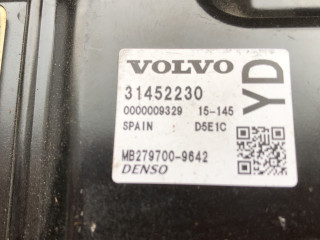 VOLVO
31452230
0000009329 15-145
SPAIN D5E1C
YD
MB279700-9642
DENSO